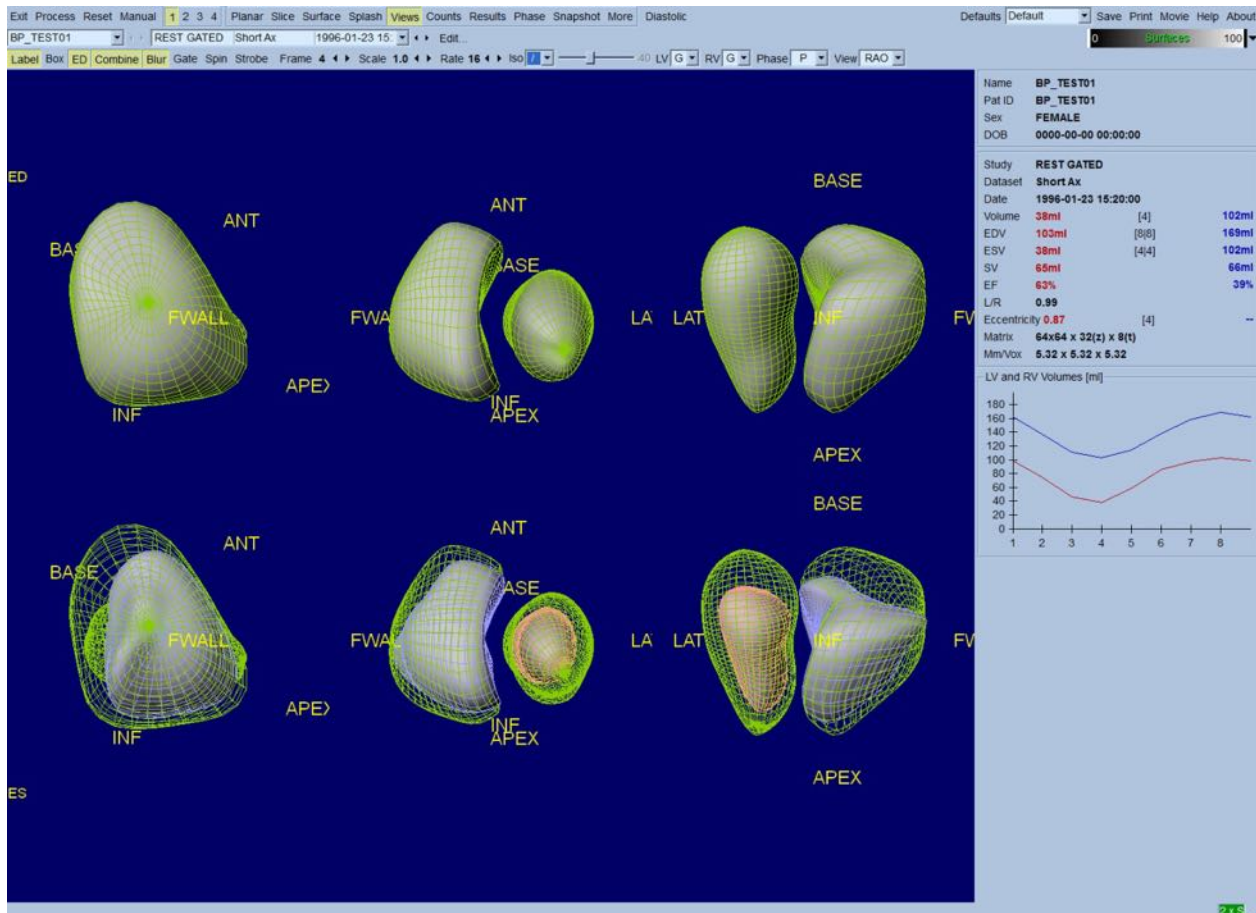 Exit Process Reset Manual 1 2 3 4 Planar Slice Surface Splash Views Counts Results Phase Snapshot More Diastolic Defaults Default Save Print Movie Help About
BP_TEST01 REST GATED Short Ax 1996-01-23 15: Edit... 0 Surfaces 100
Label Box ED Combine Blur Gate Spin Strobe Frame 4 Scale 1.0 Rate 16 Iso / 40 LV G RV G Phase P View RAO
Name BP_TEST01
Pat ID BP_TEST01
Sex FEMALE
DOB 0000-00-00 00:00:00
Study REST GATED
Dataset Short Ax
Date 1996-01-23 15:20:00
Volume 38ml [4] 102ml
EDV 103ml [8|8] 169ml
ESV 38ml [4|4] 102ml
SV 65ml 66ml
EF 63% 39%
L/R 0.99
Eccentricity 0.87 [4] --
Matrix 64x64 x 32(z) x 8(t)
Mm/Vox 5.32 x 5.32 x 5.32
LV and RV Volumes [ml]
180
160
140
120
100
80
60
40
20
0
1 2 3 4 5 6 7 8
ED
ANT
BAS
FWALL
APEX
INF
ANT
BASE
FWA
LA
INF
APEX
BASE
LAT
INF
FW
APEX
ANT
BASE
FWALL
APEX
INF
ANT
BASE
FWAL
LA
INF
APEX
BASE
LAT
INF
FW
APEX
ES
2 x S